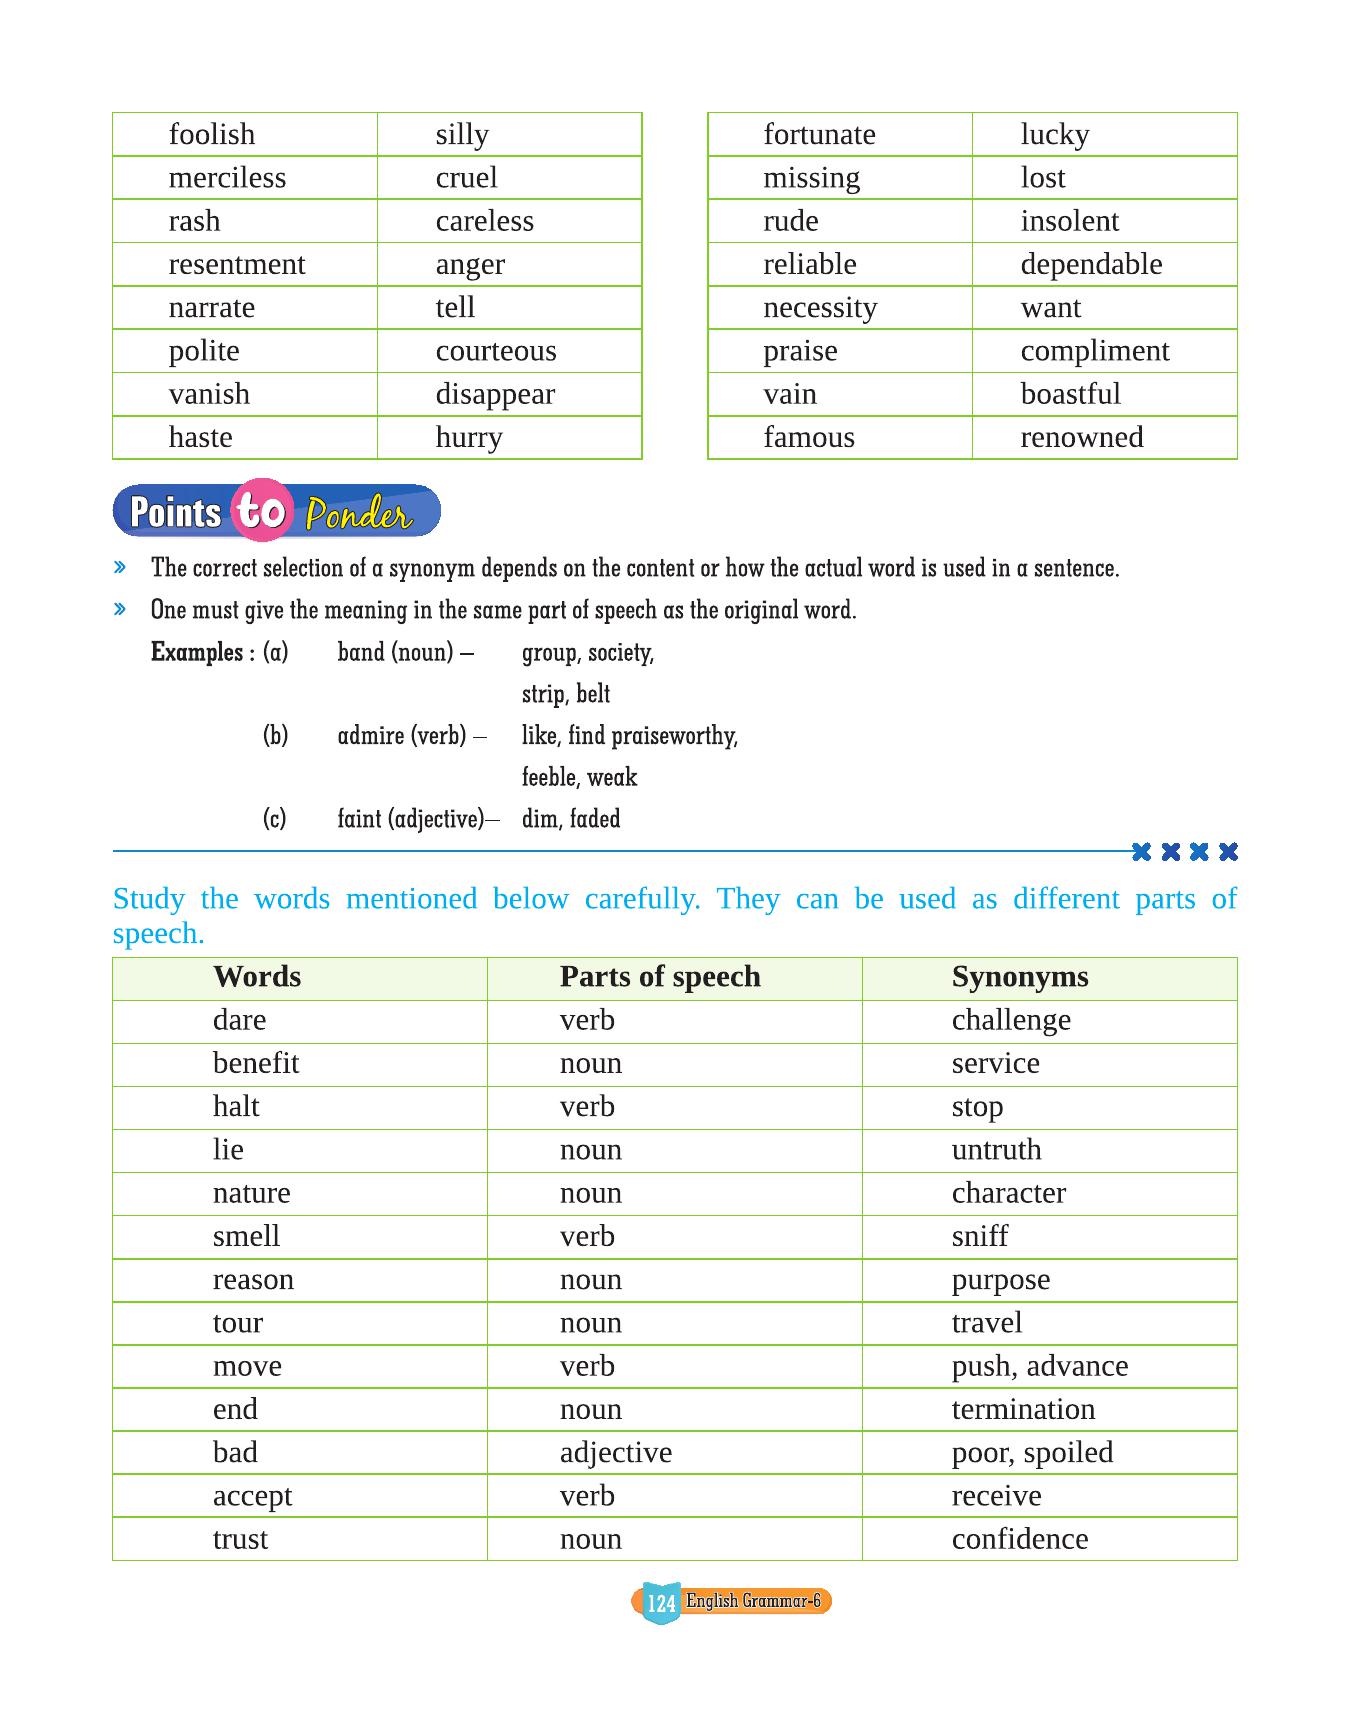 foolish silly
merciless cruel
rash careless
resentment anger
narrate tell
polite courteous
vanish disappear
haste hurry
fortunate lucky
missing lost
rude insolent
reliable dependable
necessity want
praise compliment
vain boastful
famous renowned
Points to Ponder
» The correct selection of a synonym depends on the content or how the actual word is used in a sentence.
» One must give the meaning in the same part of speech as the original word.
Examples : (a) band (noun) – group, society,
strip, belt
(b) admire (verb) – like, find praiseworthy,
feeble, weak
(c) faint (adjective)– dim, faded
Study the words mentioned below carefully. They can be used as different parts of
speech.
Words Parts of speech Synonyms
dare verb challenge
benefit noun service
halt verb stop
lie noun untruth
nature noun character
smell verb sniff
reason noun purpose
tour noun travel
move verb push, advance
end noun termination
bad adjective poor, spoiled
accept verb receive
trust noun confidence
124 English Grammar-6